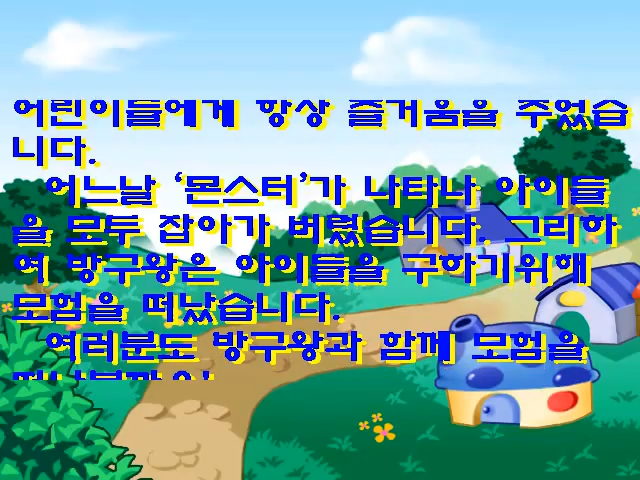 어린이들에게 항상 즐거움을 주었습
니다.
어느날 ‘몬스터’가 나타나 아이들
을 모두 잡아가 버렸습니다. 그리하
여 방구왕은 아이들을 구하기위해
모험을 떠났습니다.
여러분도 방구왕과 함께 모험을